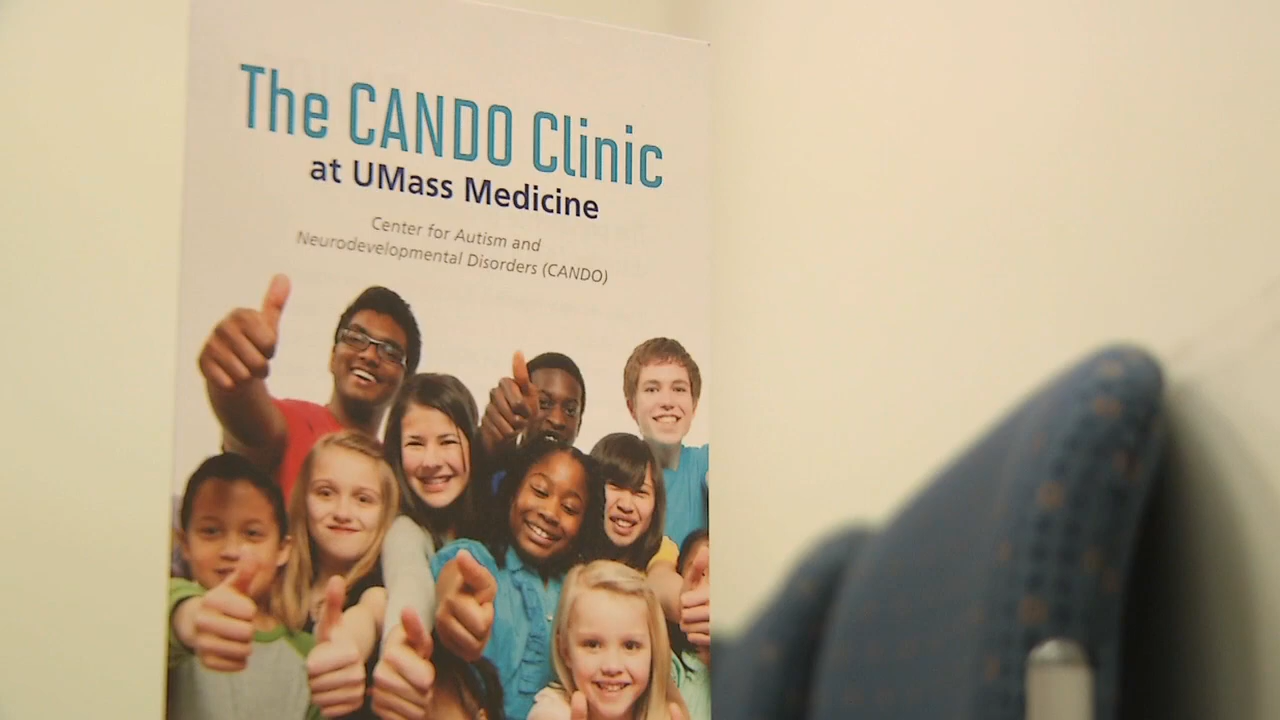 The CANDO Clinic
at UMass Medicine
Center for Autism and
Neurodevelopmental Disorders (CANDO)